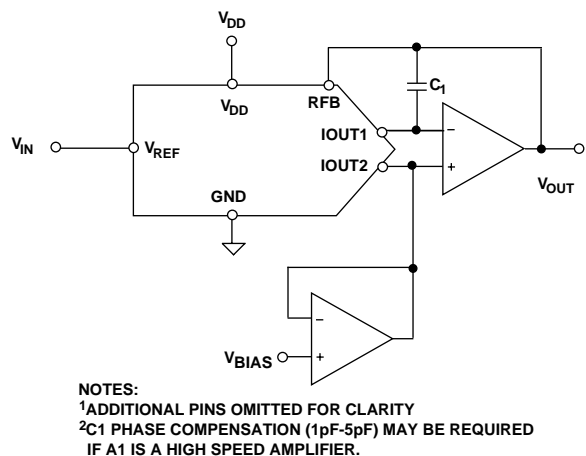 VDD
VDD
RFB
C1
IOUT1
VIN
VREF
IOUT2
GND
VOUT
VBIAS
NOTES:
1ADDITIONAL PINS OMITTED FOR CLARITY
2C1 PHASE COMPENSATION (1pF-5pF) MAY BE REQUIRED
IF A1 IS A HIGH SPEED AMPLIFIER.